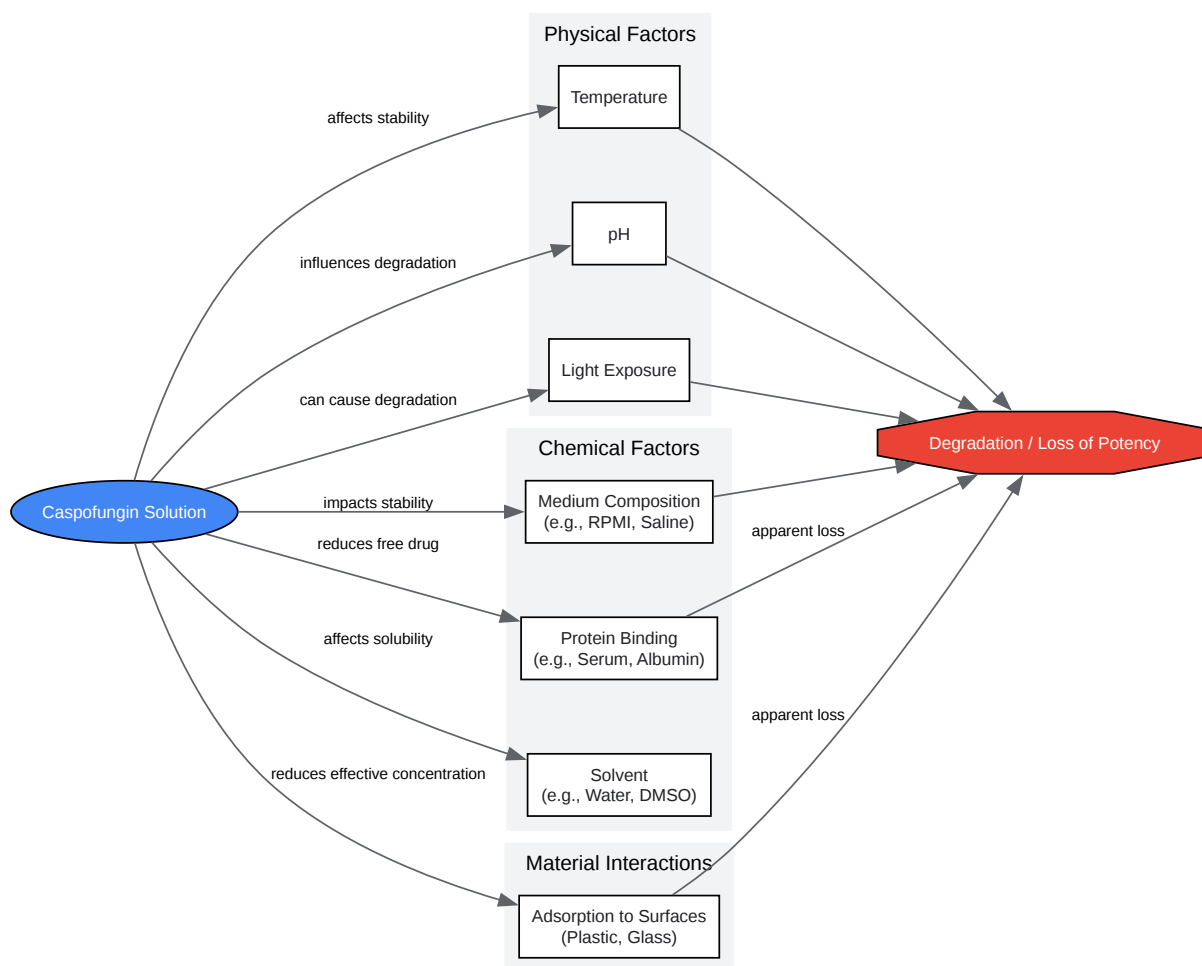 Physical Factors
Temperature
affects stability
pH
influences degradation
Light Exposure
can cause degradation
Degradation / Loss of Potency
Chemical Factors
Caspofungin Solution
impacts stability
Medium Composition
(e.g., RPMI, Saline)
reduces free drug
apparent loss
Protein Binding
(e.g., Serum, Albumin)
affects solubility
apparent loss
reduces effective concentration
Solvent
(e.g., Water, DMSO)
Material Interactions
Adsorption to Surfaces
(Plastic, Glass)